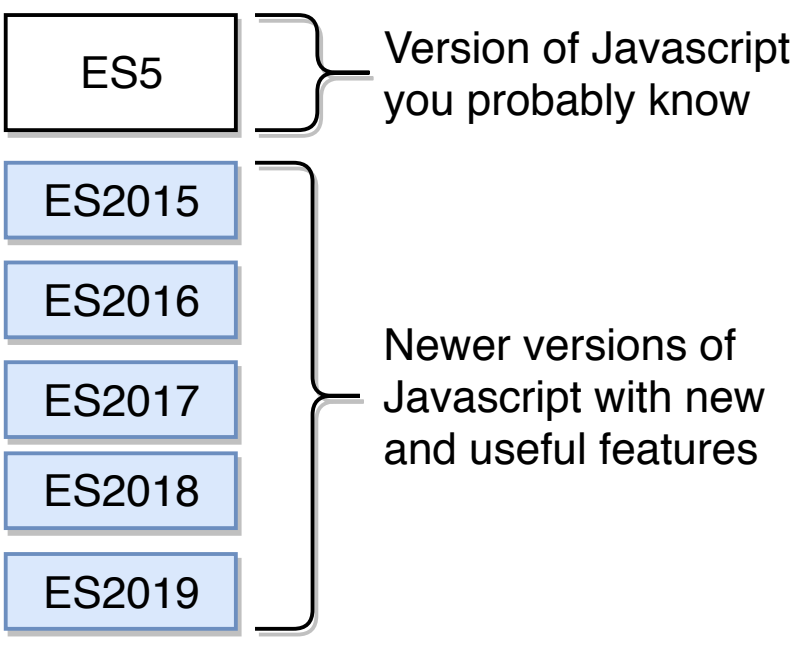 ES5
Version of Javascript
you probably know
ES2015
ES2016
ES2017
ES2018
ES2019
Newer versions of
Javascript with new
and useful features